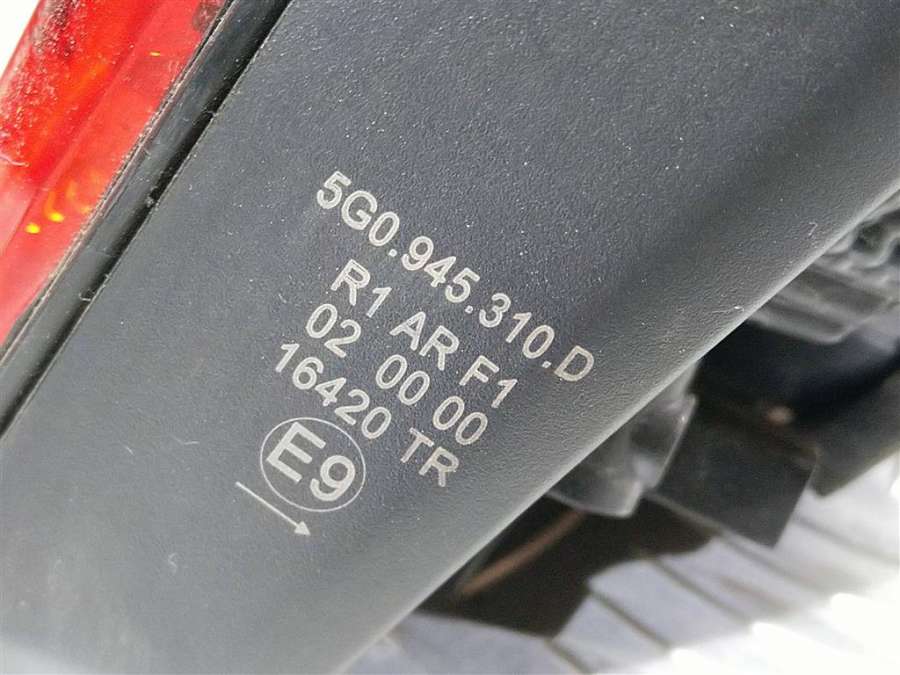 5G0.945.310.D
R1 AR F1
02 00 00
16420 TR
E9